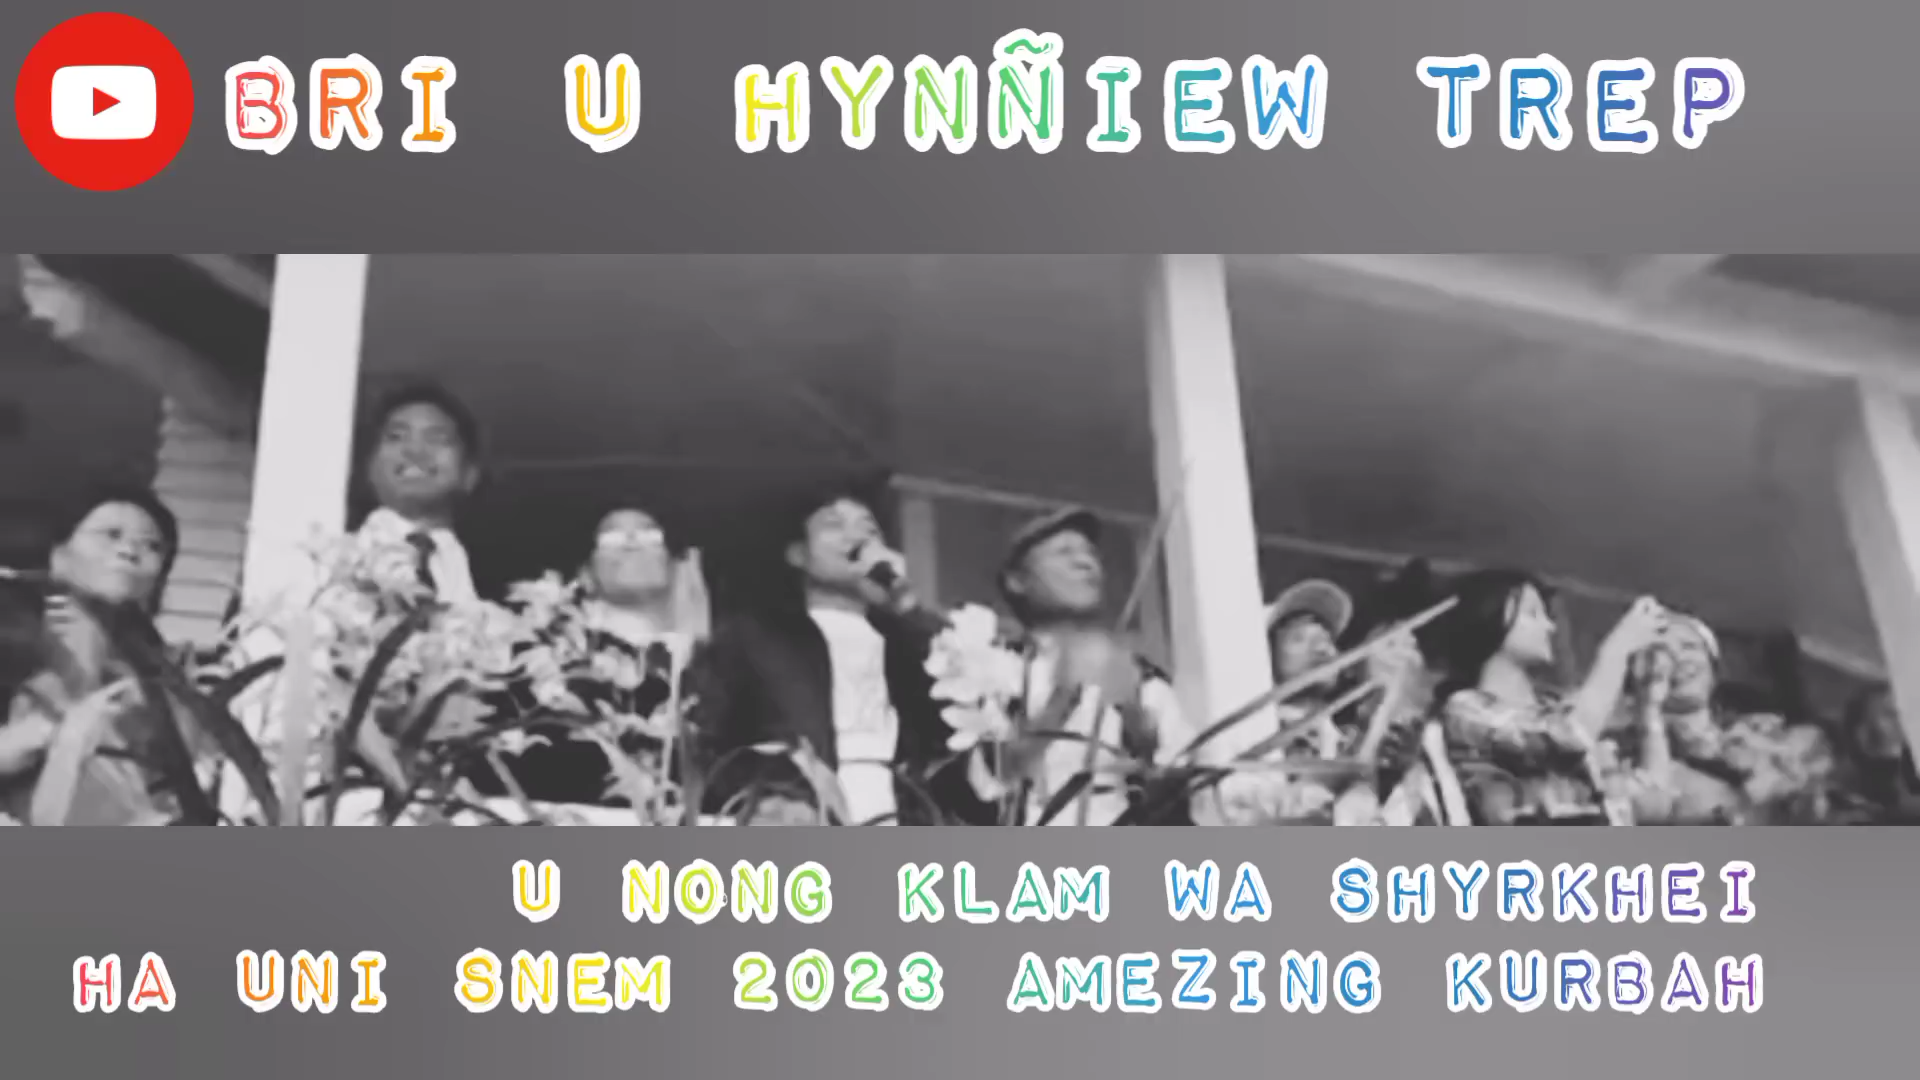 BRI U HYNÑIEW TREP
U NONG KLAM WA SHYRKHEI
HA UNI SNEM 2023 AMEZING KURBAH